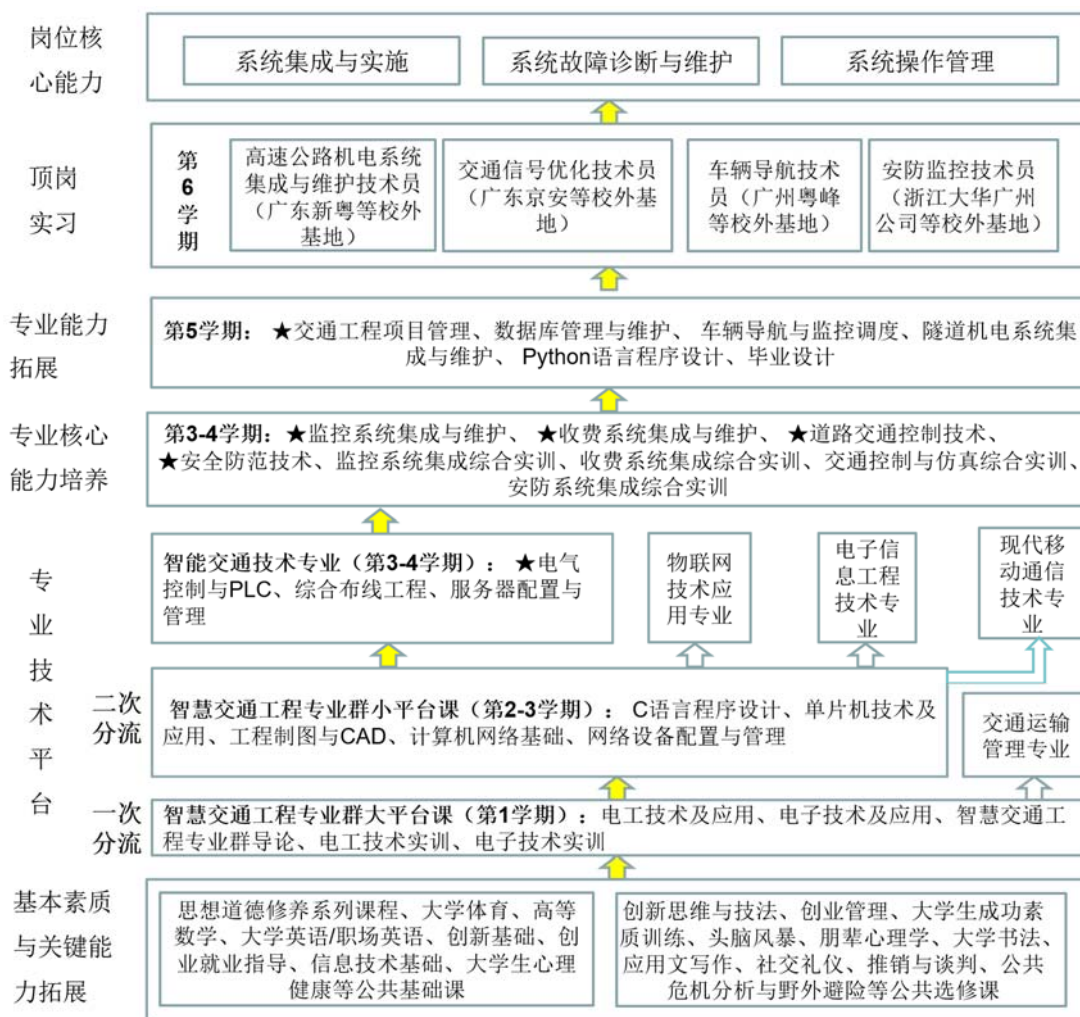 岗位核
心能力
系统集成与实施
系统故障诊断与维护
系统操作管理
顶岗
实习
第
6
学
期
高速公路机电系统
集成与维护技术员
（广东新粤等校外
基地）
交通信号优化技术员
（广东京安等校外基
地）
车辆导航技术
员（广州粤峰
等校外基地）
安防监控技术员
（浙江大华广州
公司等校外基地）
专业能力
拓展
第5学期：★交通工程项目管理、数据库管理与维护、 车辆导航与监控调度、隧道机电系统集
成与维护、 Python语言程序设计、毕业设计
专业核心
能力培养
第3-4学期：★监控系统集成与维护、 ★收费系统集成与维护、 ★道路交通控制技术、
★安全防范技术、监控系统集成综合实训、收费系统集成综合实训、交通控制与仿真综合实训、
安防系统集成综合实训
专
业
技
术
平
台
智能交通技术专业（第3-4学期）：★电气
控制与PLC、综合布线工程、服务器配置与
管理
物联网
技术应
用专业
电子信
息工程
技术专
业
现代移
动通信
技术专
业
二次
分流
智慧交通工程专业群小平台课（第2-3学期）： C语言程序设计、单片机技术及
应用、工程制图与CAD、计算机网络基础、网络设备配置与管理
交通运输
管理专业
一次
分流
智慧交通工程专业群大平台课（第1学期）：电工技术及应用、电子技术及应用、智慧交通工
程专业群导论、电工技术实训、电子技术实训
基本素质
与关键能
力拓展
思想道德修养系列课程、大学体育、高等
数学、大学英语/职场英语、创新基础、创
业就业指导、信息技术基础、大学生心理
健康等公共基础课
创新思维与技法、创业管理、大学生成功素
质训练、头脑风暴、朋辈心理学、大学书法、
应用文写作、社交礼仪、推销与谈判、公共
危机分析与野外避险等公共选修课